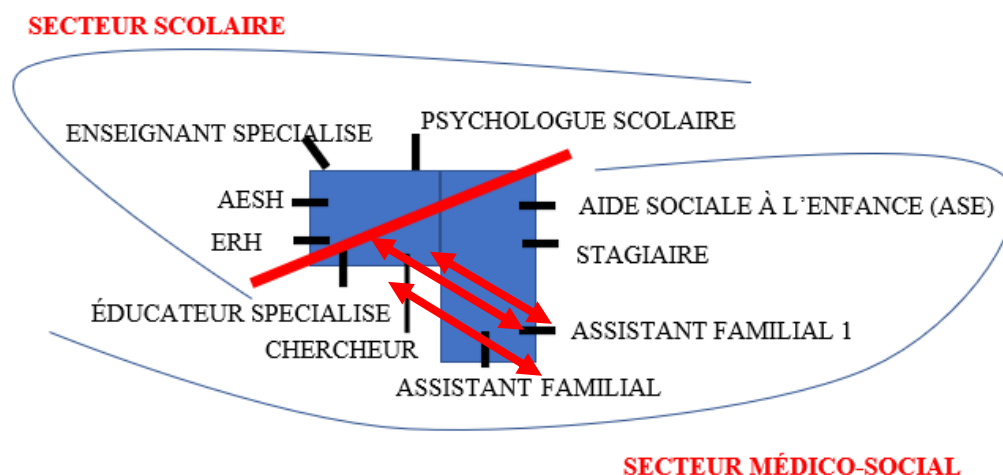 SECTEUR SCOLAIRE
PSYCHOLOGUE SCOLAIRE
ENSEIGNANT SPECIALISE
AESH
AIDE SOCIALE À L’ENFANCE (ASE)
ERH
STAGIAIRE
ÉDUCATEUR SPECIALISE
ASSISTANT FAMILIAL 1
CHERCHEUR
ASSISTANT FAMILIAL
SECTEUR MÉDICO-SOCIAL